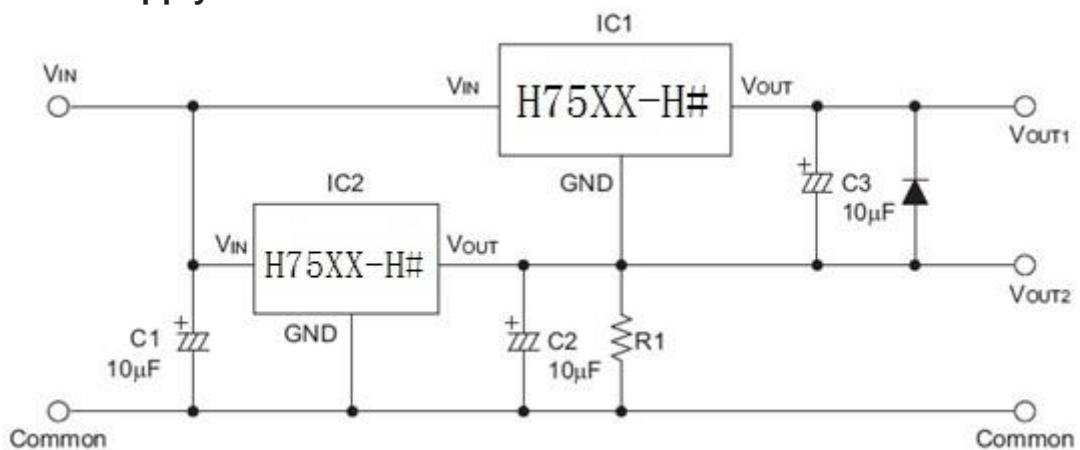 pply
IC1
VIN
VIN
H75XX-H#
VOUT
VOUT1
GND
C3
10μF
IC2
VIN
H75XX-H#
VOUT
VOUT2
GND
C1
10μF
C2
10μF
R1
Common
Common